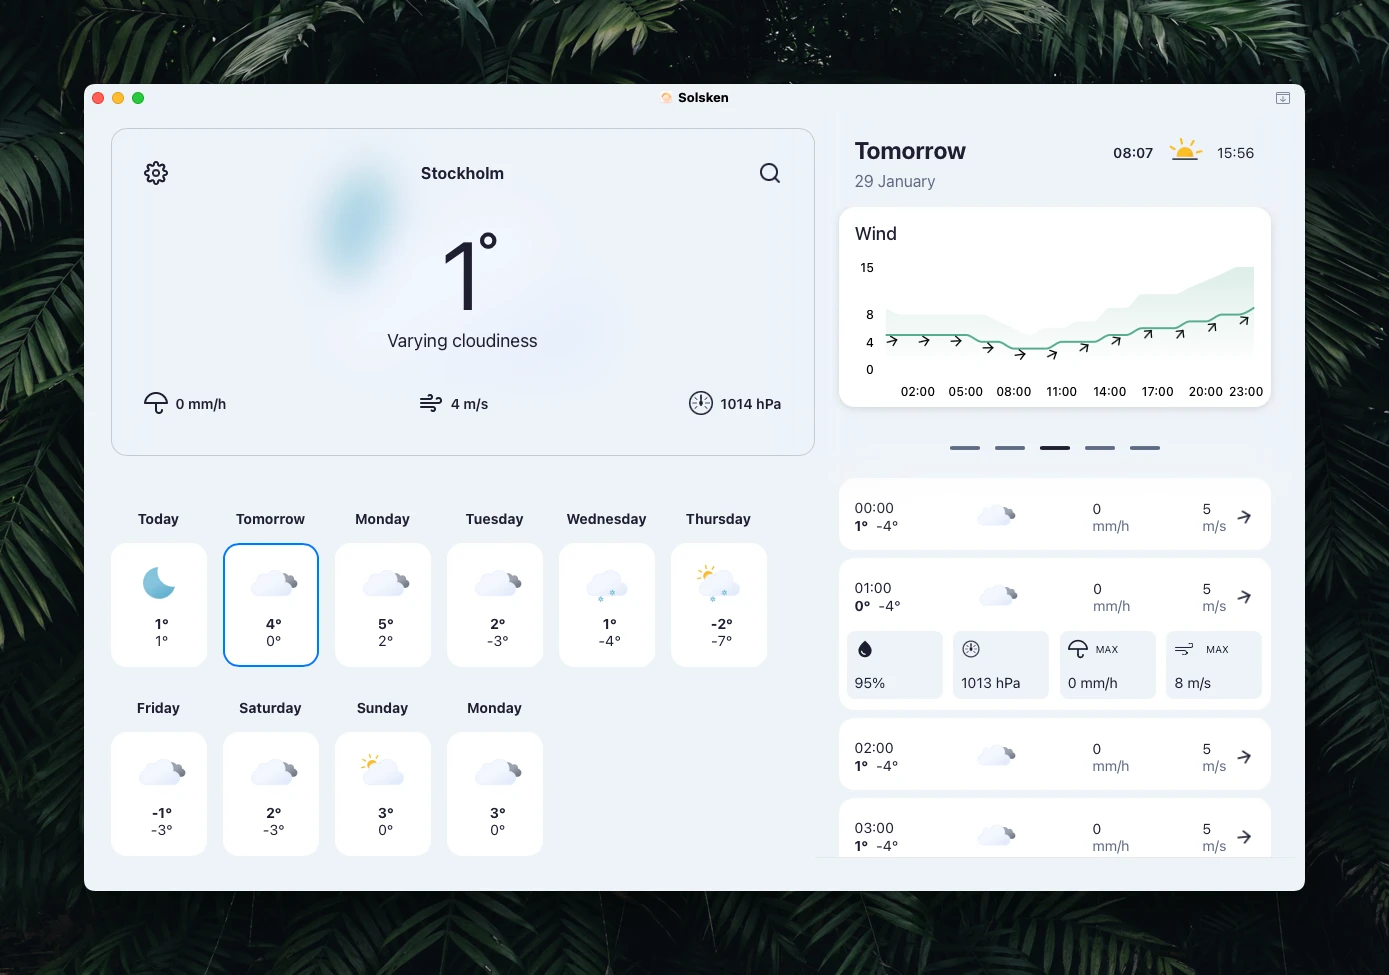 Solsken
Stockholm
1°
Varying cloudiness
0 mm/h
4 m/s
1014 hPa
Today
Tomorrow
Monday
Tuesday
Wednesday
Thursday
1°
1°
4°
0°
5°
2°
2°
-3°
1°
-4°
-2°
-7°
Friday
Saturday
Sunday
Monday
-1°
-3°
2°
-3°
3°
0°
3°
0°
Tomorrow
29 January
08:07
15:56
Wind
15
8
4
0
02:00 05:00 08:00 11:00 14:00 17:00 20:00 23:00
00:00
1° -4°
0
mm/h
5
m/s
01:00
0° -4°
0
mm/h
5
m/s
95%
1013 hPa
MAX
0 mm/h
MAX
8 m/s
02:00
1° -4°
0
mm/h
5
m/s
03:00
1° -4°
0
mm/h
5
m/s